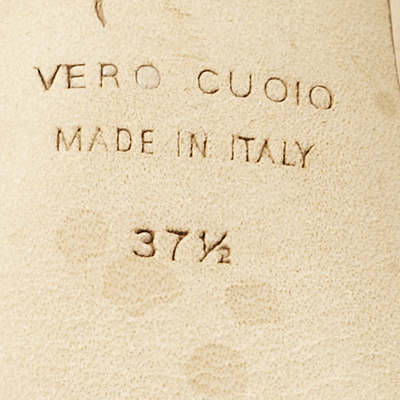 VERO CUOIO
MADE IN ITALY
37½